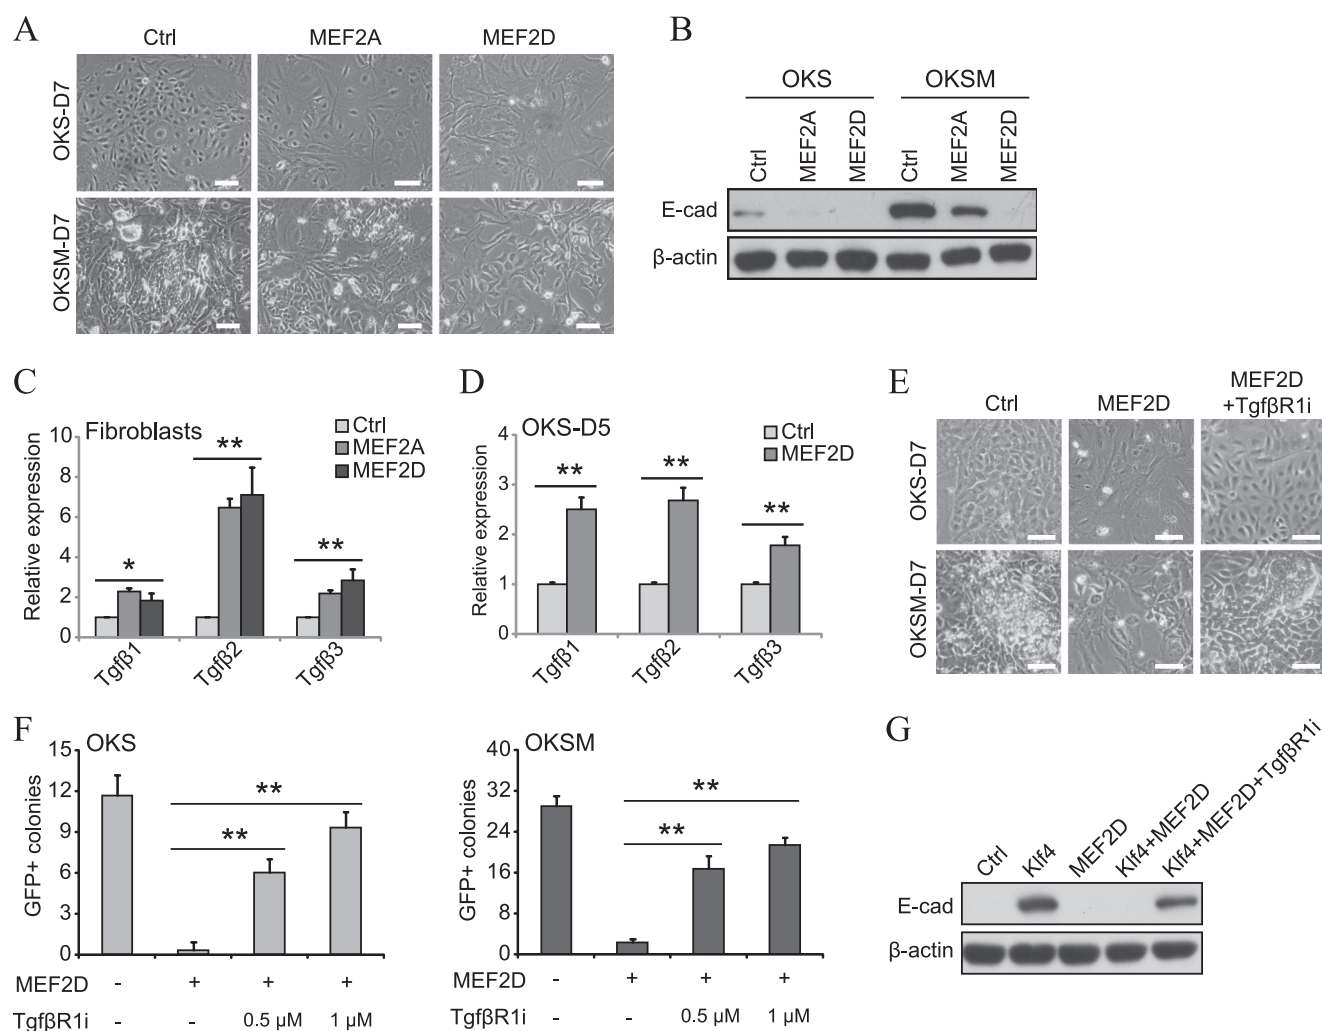 A
Ctrl MEF2A MEF2D
OKS-D7
OKSM-D7
B
OKS OKSM
Ctrl MEF2A MEF2D Ctrl MEF2A MEF2D
E-cad
β-actin
C
Fibroblasts
Ctrl
MEF2A
MEF2D
Relative expression
10
8
6
4
2
0
* ** **
Tgfβ1 Tgfβ2 Tgfβ3
D
OKS-D5
Ctrl
MEF2D
Relative expression
4
3
2
1
0
** ** **
Tgfβ1 Tgfβ2 Tgfβ3
E
Ctrl MEF2D MEF2D
+TgfβR1i
OKS-D7
OKSM-D7
F
OKS
GFP+ colonies
15
12
9
6
3
0
**
**
MEF2D - + + +
TgfβR1i - - 0.5 μM 1 μM
OKSM
GFP+ colonies
40
32
24
16
8
0
**
**
MEF2D - + + +
TgfβR1i - - 0.5 μM 1 μM
G
Ctrl Klf4 MEF2D Klf4+MEF2D Klf4+MEF2D+TgfβR1i
E-cad
β-actin